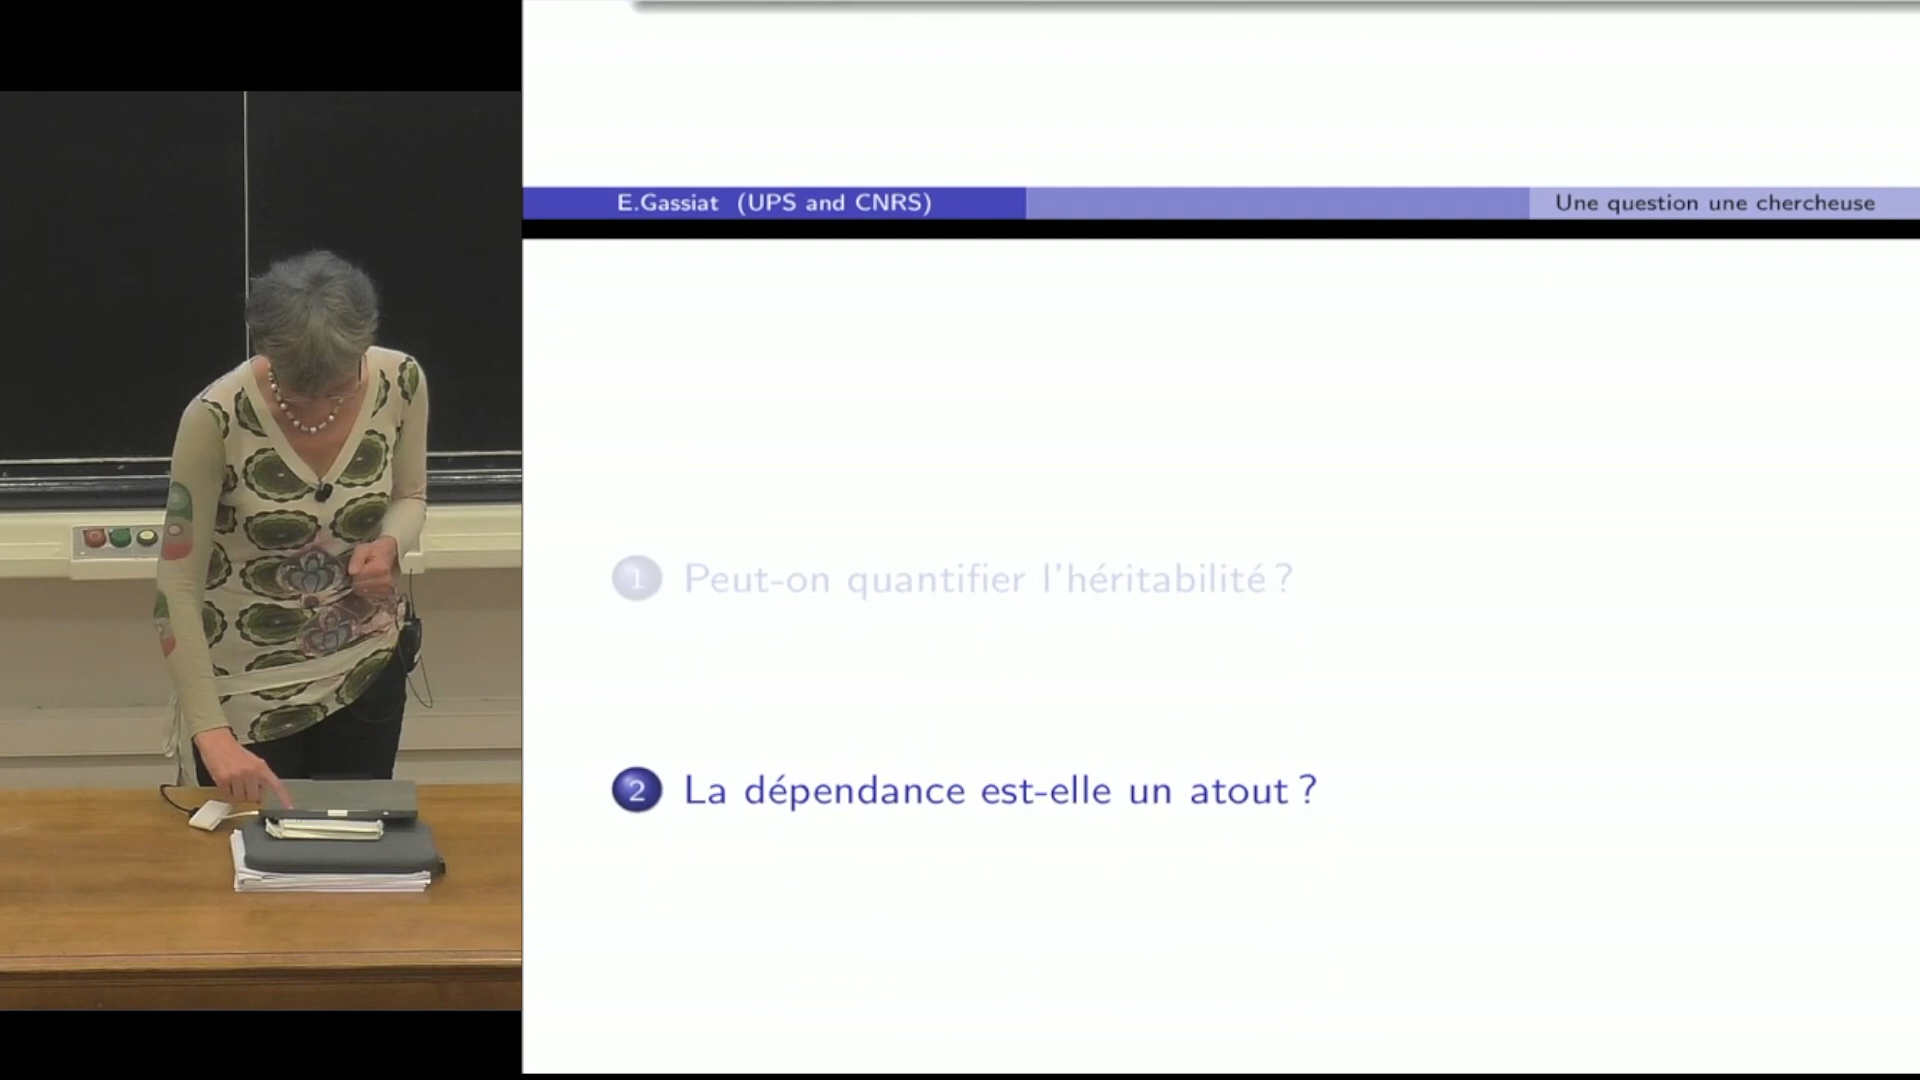 E.Gassiat (UPS and CNRS)
Une question une chercheuse
1 Peut-on quantifier l'héritabilité ?
2 La dépendance est-elle un atout ?